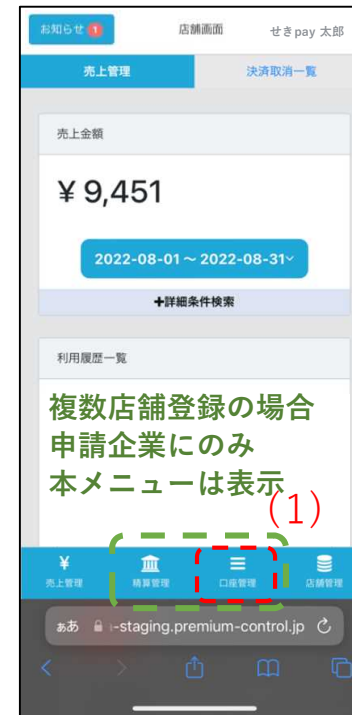 お知らせ 1
店舗画面
せきpay 太郎
売上管理
決済取消一覧
売上金額
¥ 9,451
2022-08-01 ~ 2022-08-31
+詳細条件検索
利用履歴一覧
複数店舗登録の場合
申請企業にのみ
本メニューは表示
(1)
¥
売上管理
精算管理
口座管理
店舗管理
ぁあ
-staging.premium-control.jp